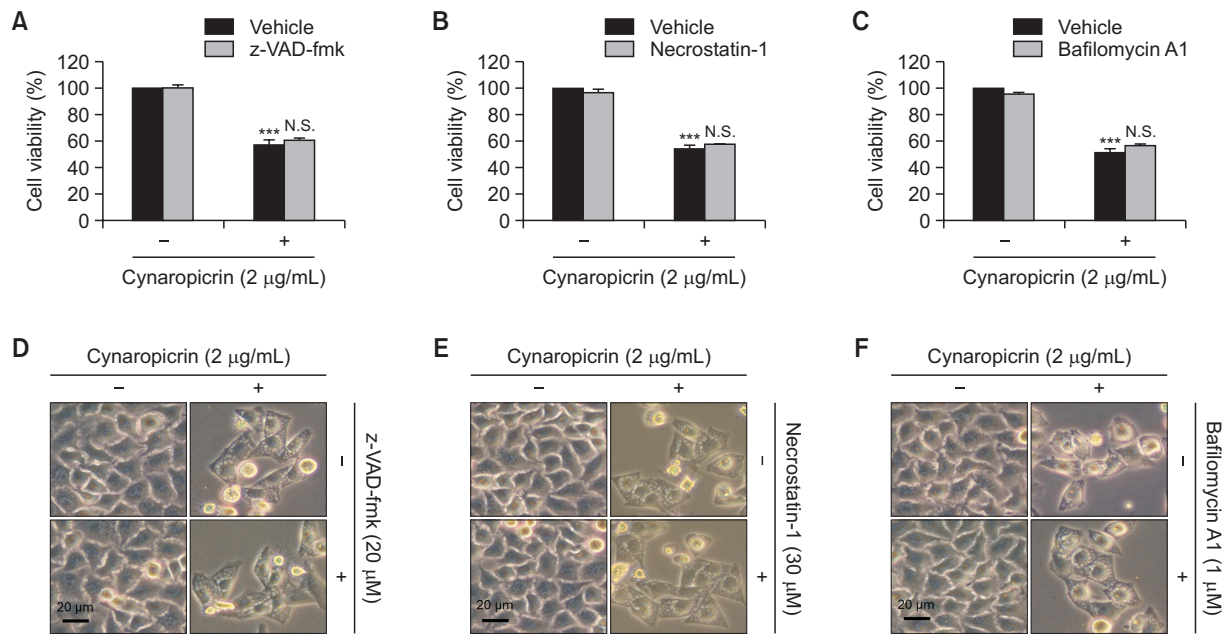 A
Vehicle
z-VAD-fmk
Cell viability (%)
120
100
80
60
40
20
0
***
N.S.
−
+
Cynaropicrin (2 μg/mL)
B
Vehicle
Necrostatin-1
Cell viability (%)
120
100
80
60
40
20
0
***
N.S.
−
+
Cynaropicrin (2 μg/mL)
C
Vehicle
Bafilomycin A1
Cell viability (%)
120
100
80
60
40
20
0
***
N.S.
−
+
Cynaropicrin (2 μg/mL)
D
Cynaropicrin (2 μg/mL)
−
+
−
+
z-VAD-fmk (20 μM)
20 μm
E
Cynaropicrin (2 μg/mL)
−
+
−
+
Necrostatin-1 (30 μM)
20 μm
F
Cynaropicrin (2 μg/mL)
−
+
−
+
Bafilomycin A1 (1 μM)
20 μm